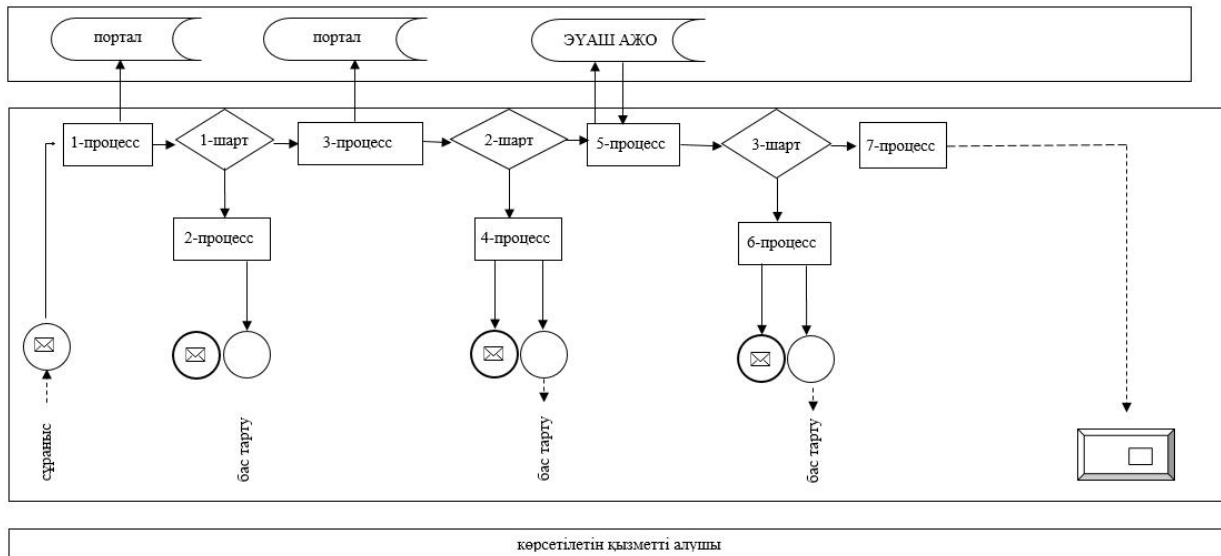 портал
портал
ЭҮАШ АЖО
1-процесс
1-шарт
3-процесс
2-шарт
5-процесс
3-шарт
7-процесс
2-процесс
4-процесс
6-процесс
сұраныс
бас тарту
бас тарту
бас тарту
көрсетілетін қызметті алушы